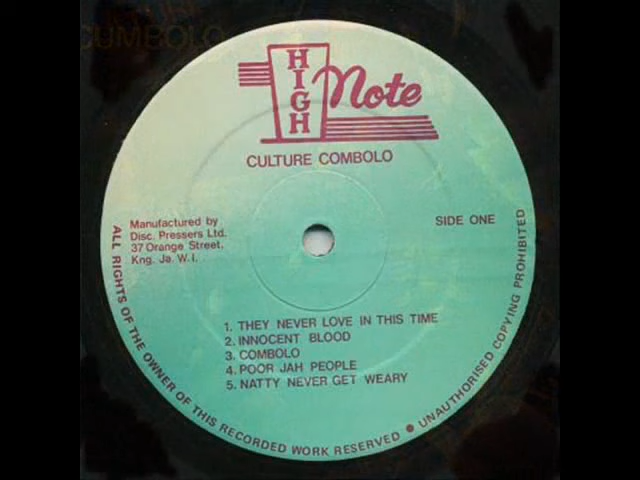 CUMBOLO
HIGH Note
CULTURE COMBOLO
Manufactured by
Disc. Pressers Ltd.
37 Orange Street,
Kng. Ja. W. I.
SIDE ONE
1. THEY NEVER LOVE IN THIS TIME
2. INNOCENT BLOOD
3. COMBOLO
4. POOR JAH PEOPLE
5. NATTY NEVER GET WEARY
ALL RIGHTS OF THE OWNER OF THIS RECORDED WORK RESERVED ● UNAUTHORISED COPYING PROHIBITED